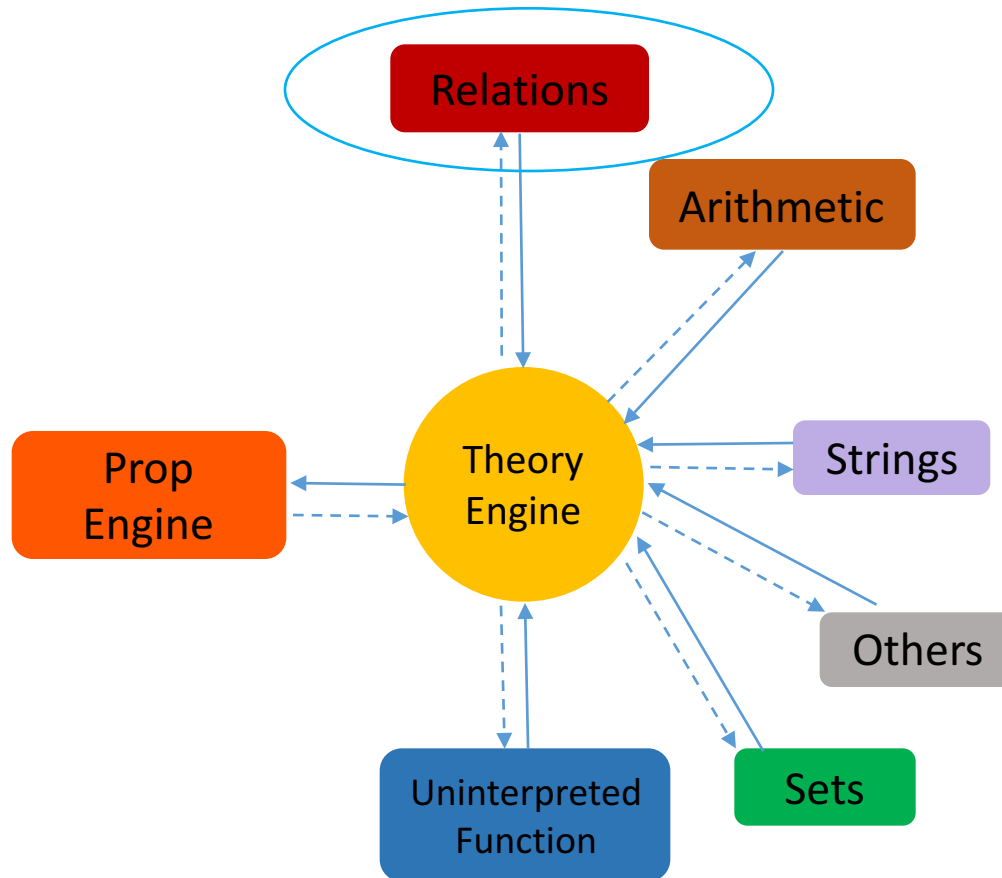 Relations
Arithmetic
Theory
Engine
Strings
Prop
Engine
Others
Uninterpreted
Function
Sets